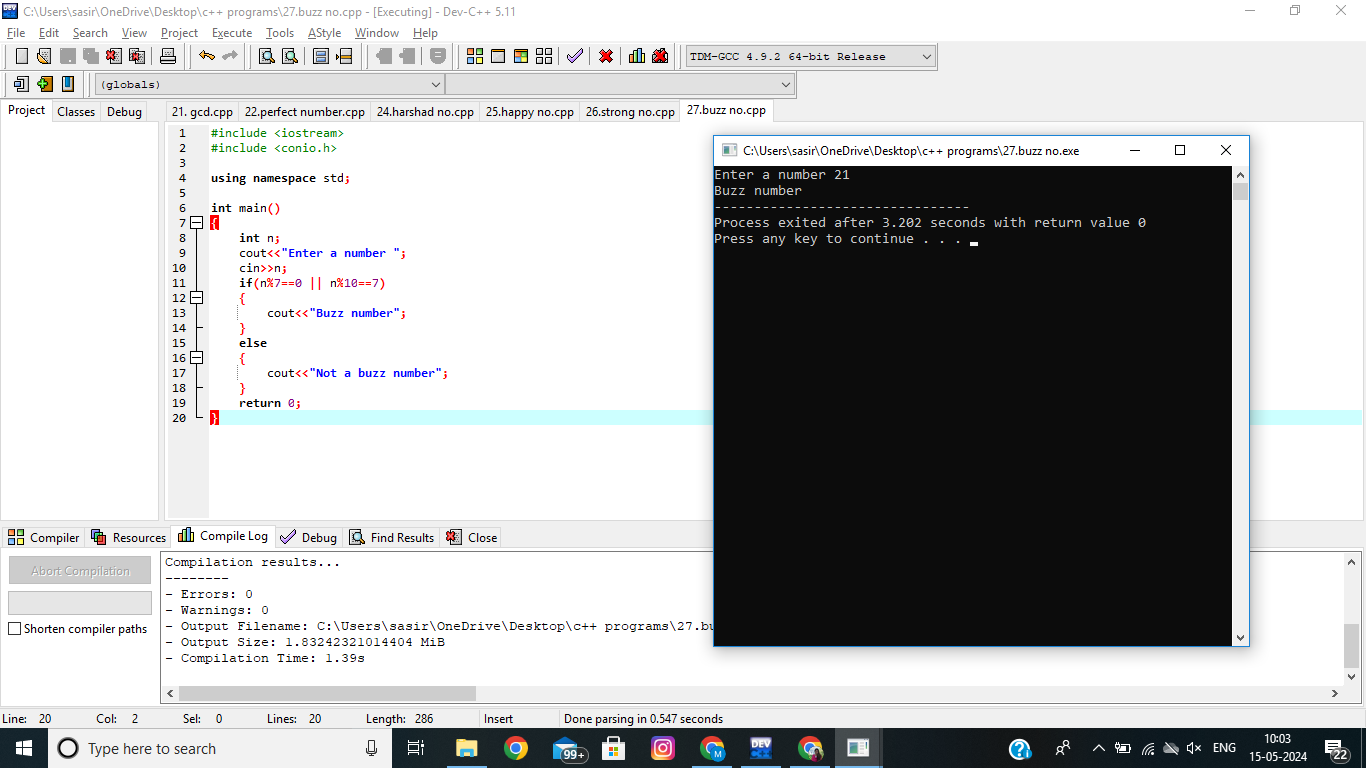 C:\Users\sasir\OneDrive\Desktop\c++ programs\27.buzz no.cpp - [Executing] - Dev-C++ 5.11
File Edit Search View Project Execute Tools AStyle Window Help
TDM-GCC 4.9.2 64-bit Release
(globals)
Project Classes Debug
21. gcd.cpp 22.perfect number.cpp 24.harshad no.cpp 25.happy no.cpp 26.strong no.cpp 27.buzz no.cpp
1 #include <iostream>
2 #include <conio.h>
3
4 using namespace std;
5
6 int main()
7 {
8 int n;
9 cout<<"Enter a number ";
10 cin>>n;
11 if(n%7==0 || n%10==7)
12 {
13 cout<<"Buzz number";
14 }
15 else
16 {
17 cout<<"Not a buzz number";
18 }
19 return 0;
20 }
C:\Users\sasir\OneDrive\Desktop\c++ programs\27.buzz no.exe
Enter a number 21
Buzz number
--------------------------------
Process exited after 3.202 seconds with return value 0
Press any key to continue . . .
Compiler Resources Compile Log Debug Find Results Close
Abort Compilation
Shorten compiler paths
Compilation results...
--------
- Errors: 0
- Warnings: 0
- Output Filename: C:\Users\sasir\OneDrive\Desktop\c++ programs\27.bu
- Output Size: 1.83242321014404 MiB
- Compilation Time: 1.39s
Line: 20 Col: 2 Sel: 0 Lines: 20 Length: 286 Insert Done parsing in 0.547 seconds
Type here to search
99+
M
DEV
ENG
10:03
15-05-2024
22